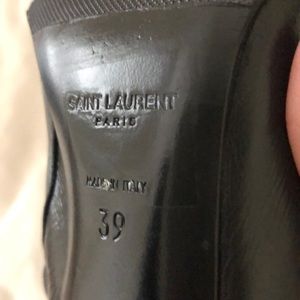 SAINT LAURENT
PARIS
MADE IN ITALY
39